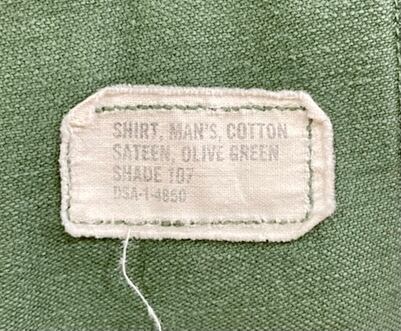 SHIRT, MAN'S, COTTON
SATEEN, OLIVE GREEN
SHADE 107
DSA-1-4850